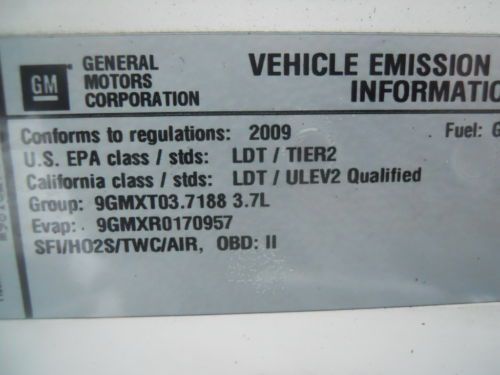 GM
GENERAL MOTORS CORPORATION
VEHICLE EMISSION
INFORMATIO
Conforms to regulations: 2009
Fuel: G
U.S. EPA class / stds: LDT / TIER2
California class / stds: LDT / ULEV2 Qualified
Group: 9GMXT03.7188 3.7L
Evap: 9GMXR0170957
SFI/HO2S/TWC/AIR, OBD: II